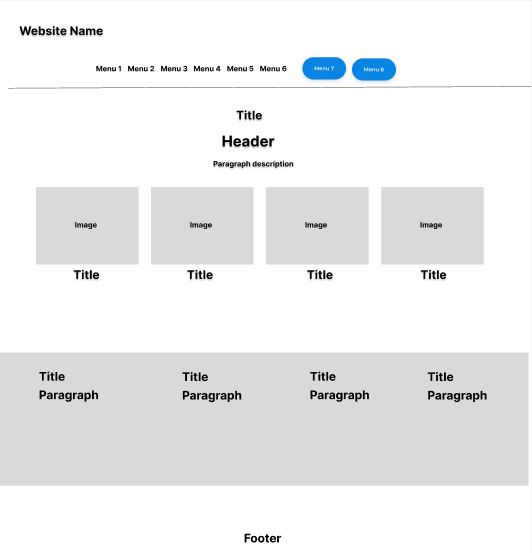 Website Name
Menu 1 Menu 2 Menu 3 Menu 4 Menu 5 Menu 6 Menu 7 Menu 8
Title
Header
Paragraph description
Image Image Image Image
Title Title Title Title
Title Title Title Title
Paragraph Paragraph Paragraph Paragraph
Footer